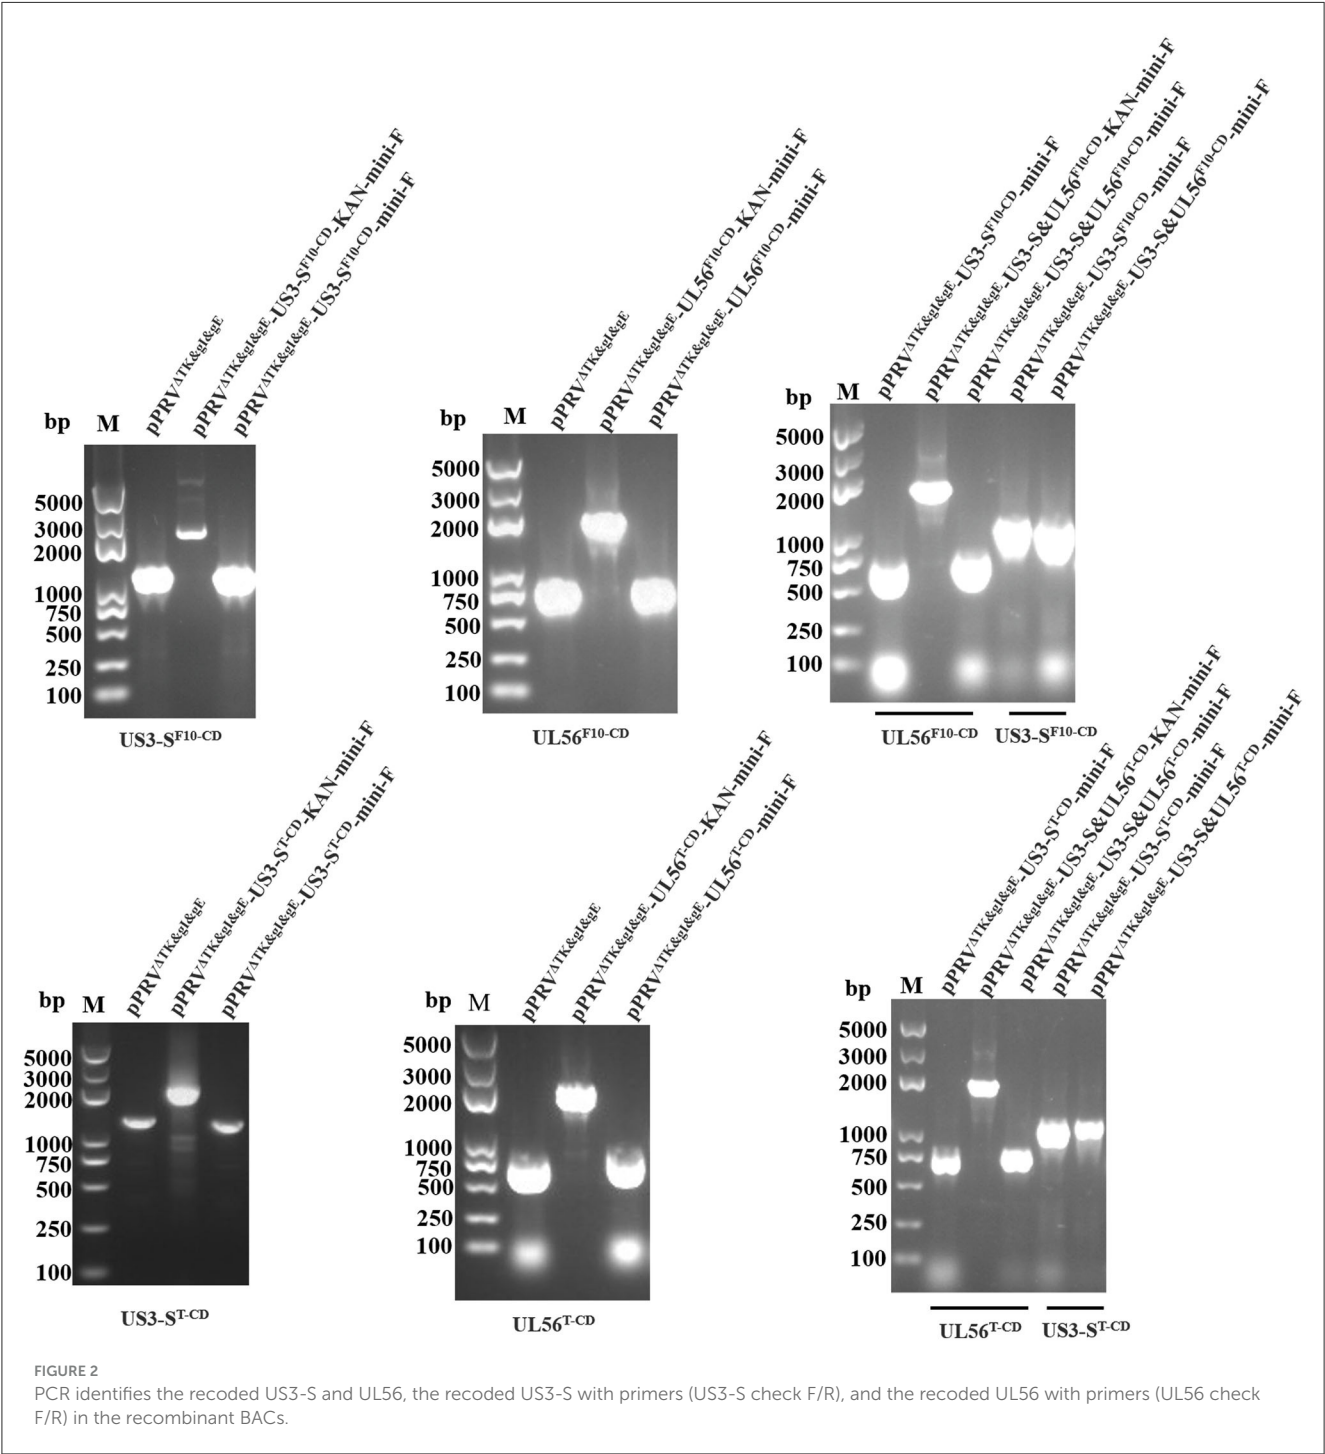 pPRVΔTK&gI&gE
pPRVΔTK&gI&gE-US3-SF10-CD-KAN-mini-F
pPRVΔTK&gI&gE-US3-SF10-CD-mini-F
bp M
5000
3000
2000
1000
750
500
250
100
US3-SF10-CD
pPRVΔTK&gI&gE
pPRVΔTK&gI&gE-UL56F10-CD-KAN-mini-F
pPRVΔTK&gI&gE-UL56F10-CD-mini-F
bp M
5000
3000
2000
1000
750
500
250
100
UL56F10-CD
pPRVΔTK&gI&gE-US3-SF10-CD-mini-F
pPRVΔTK&gI&gE-US3-S&UL56F10-CD-KAN-mini-F
pPRVΔTK&gI&gE-US3-S&UL56F10-CD-mini-F
pPRVΔTK&gI&gE-US3-SF10-CD-mini-F
pPRVΔTK&gI&gE-US3-S&UL56F10-CD-mini-F
bp M
5000
3000
2000
1000
750
500
250
100
UL56F10-CD US3-SF10-CD
pPRVΔTK&gI&gE
pPRVΔTK&gI&gE-US3-ST-CD-KAN-mini-F
pPRVΔTK&gI&gE-US3-ST-CD-mini-F
bp M
5000
3000
2000
1000
750
500
250
100
US3-ST-CD
pPRVΔTK&gI&gE
pPRVΔTK&gI&gE-UL56T-CD-KAN-mini-F
pPRVΔTK&gI&gE-UL56T-CD-mini-F
bp M
5000
3000
2000
1000
750
500
250
100
UL56T-CD
pPRVΔTK&gI&gE-US3-ST-CD-mini-F
pPRVΔTK&gI&gE-US3-S&UL56T-CD-KAN-mini-F
pPRVΔTK&gI&gE-US3-S&UL56T-CD-mini-F
pPRVΔTK&gI&gE-US3-ST-CD-mini-F
pPRVΔTK&gI&gE-US3-S&UL56T-CD-mini-F
bp M
5000
3000
2000
1000
750
500
250
100
UL56T-CD US3-ST-CD
FIGURE 2
PCR identifies the recoded US3-S and UL56, the recoded US3-S with primers (US3-S check F/R), and the recoded UL56 with primers (UL56 check
F/R) in the recombinant BACs.